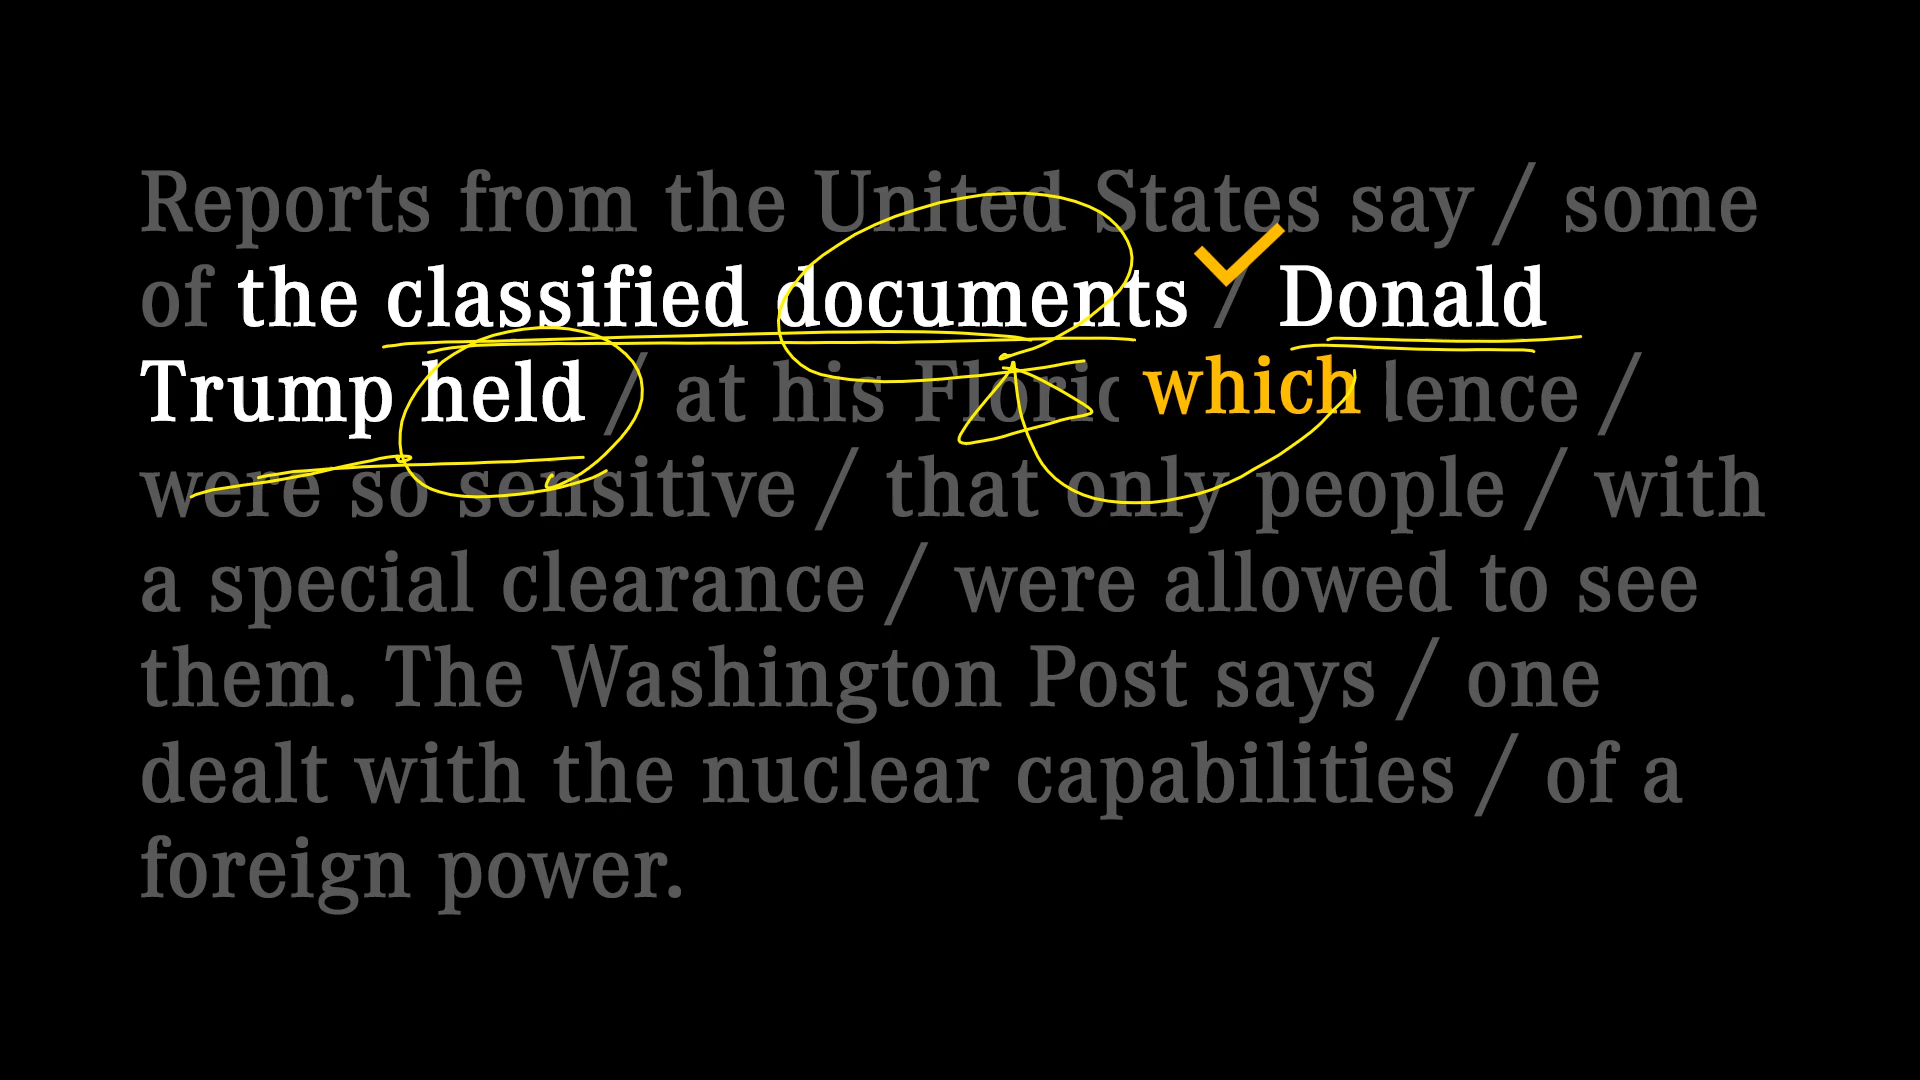 Reports from the United States say / some
of the classified documents / Donald
Trump held / at his which lence /
were so sensitive / that only people / with
a special clearance / were allowed to see
them. The Washington Post says / one
dealt with the nuclear capabilities / of a
foreign power.